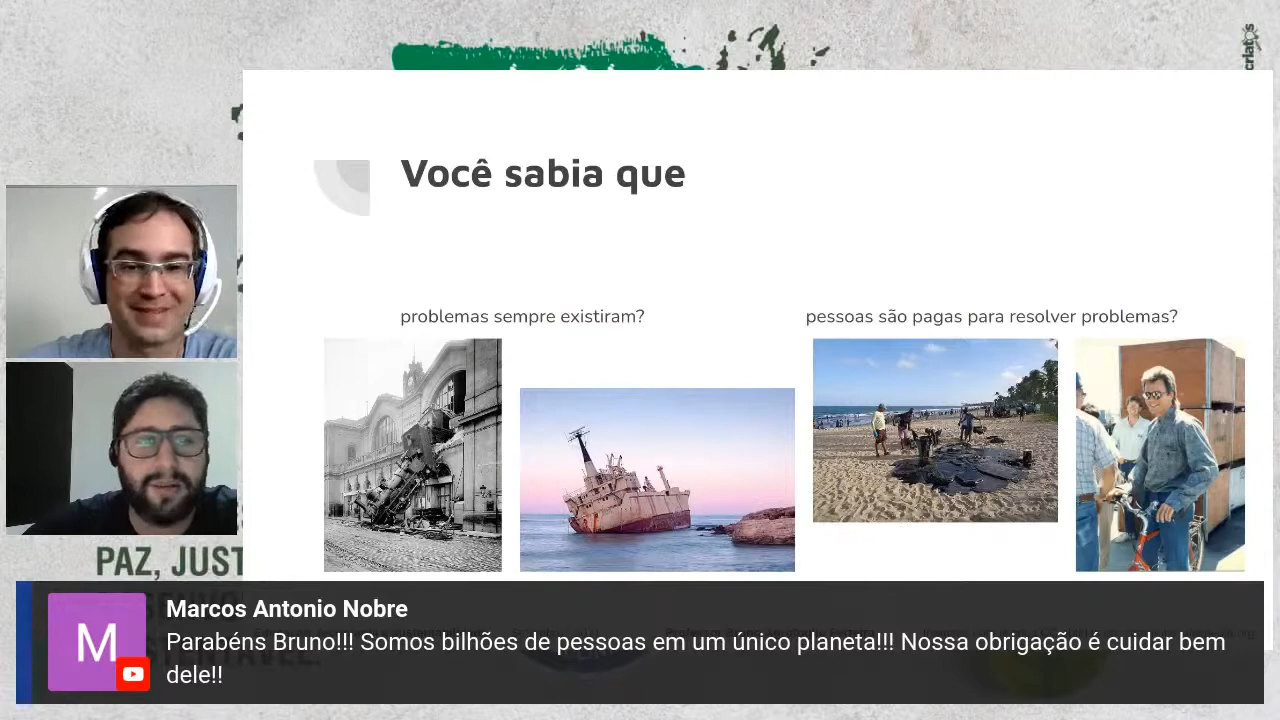 criatos
Você sabia que
problemas sempre existiram?
pessoas são pagas para resolver problemas?
PAZ, JUST
Marcos Antonio Nobre
M
Parabéns Bruno!!! Somos bilhões de pessoas em um único planeta!!! Nossa obrigação é cuidar bem
dele!!